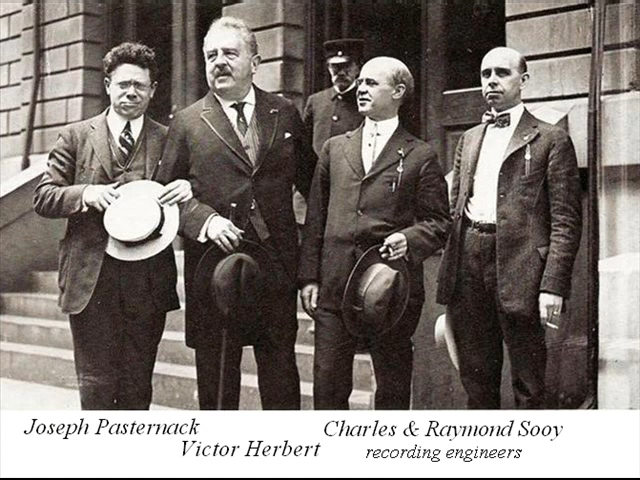 Joseph Pasternack
Victor Herbert
Charles & Raymond Sooy
recording engineers